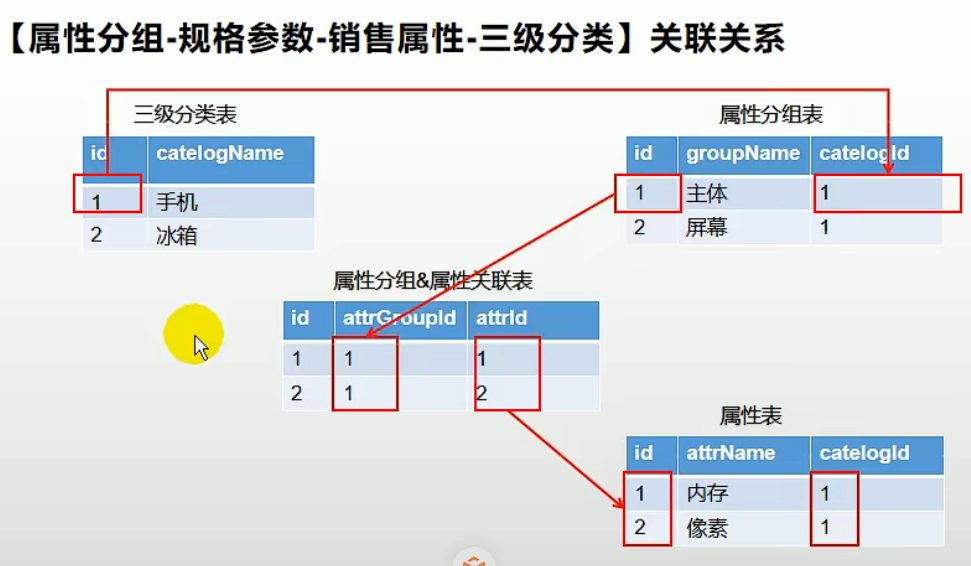 【属性分组-规格参数-销售属性-三级分类】关联关系
三级分类表
id catelogName
1 手机
2 冰箱
属性分组表
id groupName catelogId
1 主体 1
2 屏幕 1
属性分组&属性关联表
id attrGroupId attrId
1 1 1
2 1 2
属性表
id attrName catelogId
1 内存 1
2 像素 1